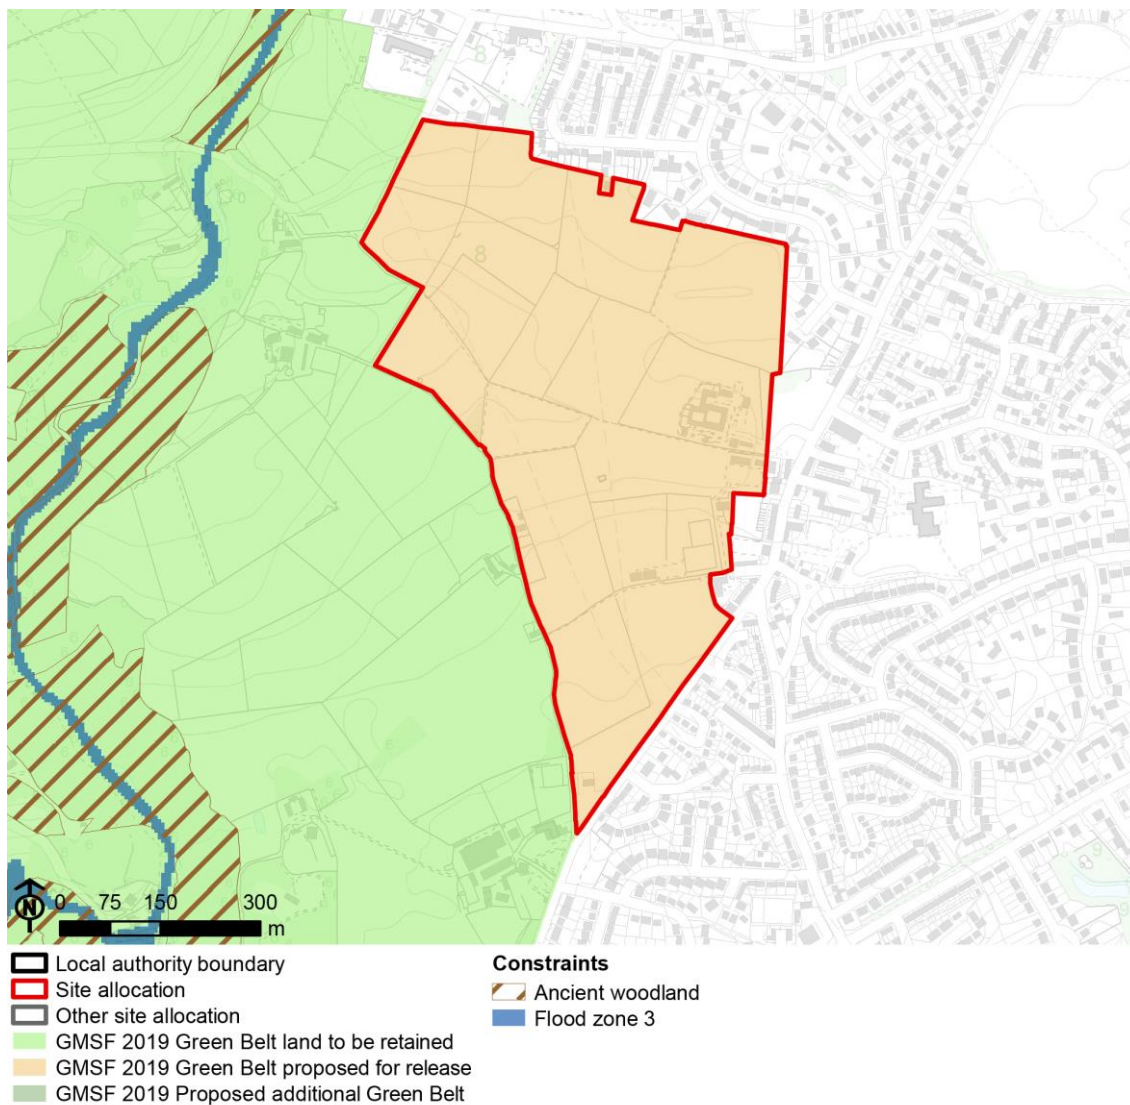 8
8
N
0 75 150 300
m
Local authority boundary
Site allocation
Other site allocation
GMSF 2019 Green Belt land to be retained
GMSF 2019 Green Belt proposed for release
GMSF 2019 Proposed additional Green Belt
Constraints
Ancient woodland
Flood zone 3